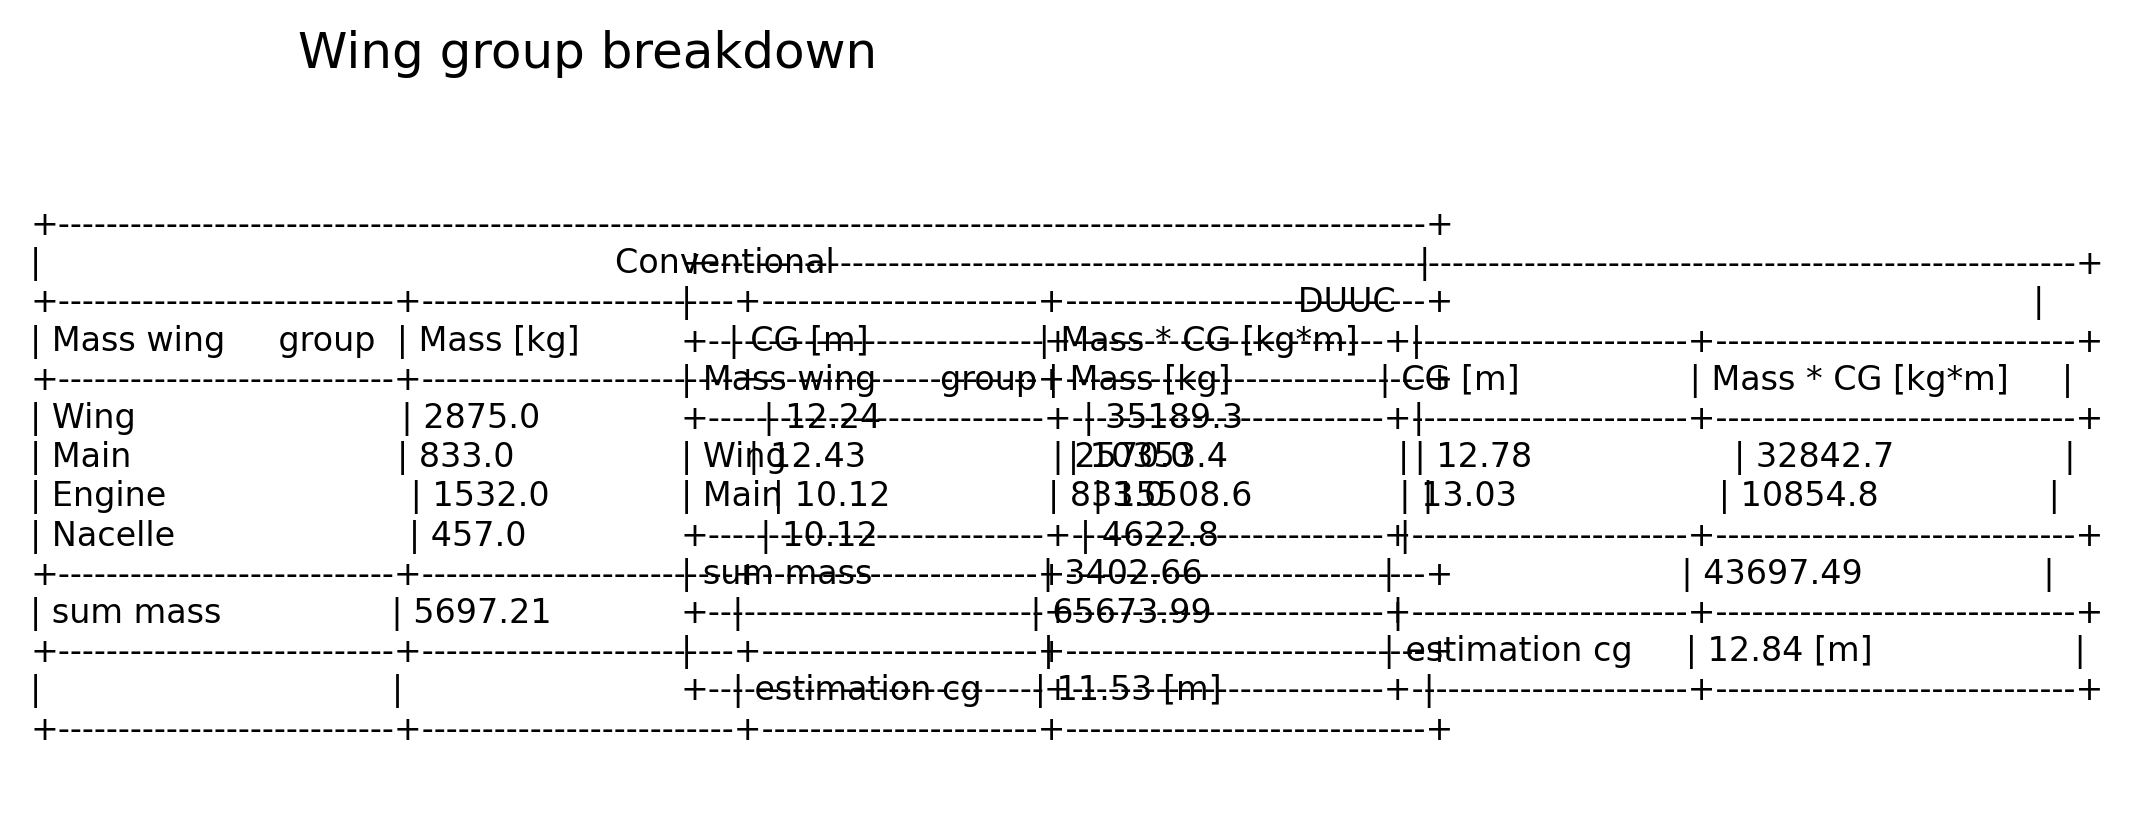 Wing group breakdown
Conventional
| Mass wing group | Mass [kg] | CG [m] | Mass * CG [kg*m] |
| Wing | 2875.0 | 12.24 | 35189.3 |
| Main | 833.0 | 12.43 | 10353.4 |
| Engine | 1532.0 | 10.12 | 15508.6 |
| Nacelle | 457.0 | 10.12 | 4622.8 |
| sum mass | 5697.21 | | 65673.99 |
| | | estimation cg | 11.53 [m] |
DUUC
| Mass wing group | Mass [kg] | CG [m] | Mass * CG [kg*m] |
| Wing | 2570.0 | 12.78 | 32842.7 |
| Main | 833.0 | 13.03 | 10854.8 |
| sum mass | 3402.66 | | 43697.49 |
| | | estimation cg | 12.84 [m] |